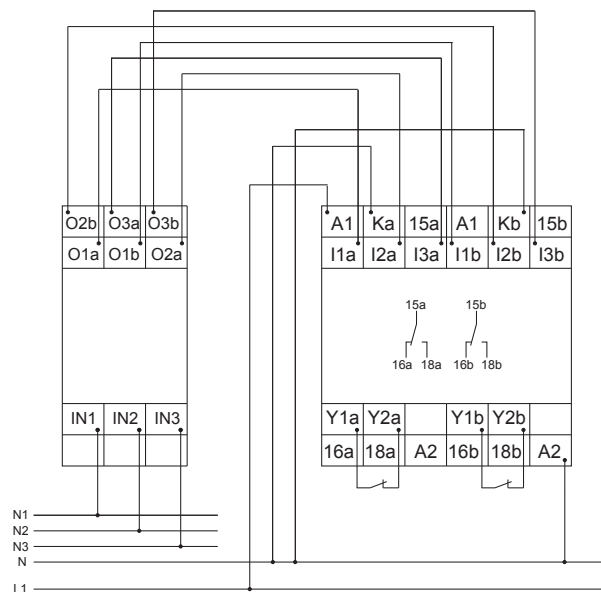 O2b O3a O3b A1 Ka 15a A1 Kb 15b
O1a O1b O2a I1a I2a I3a I1b I2b I3b
15a 15b
16a 18a 16b 18b
IN1 IN2 IN3 Y1a Y2a Y1b Y2b
16a 18a A2 16b 18b A2
N1
N2
N3
N
L1